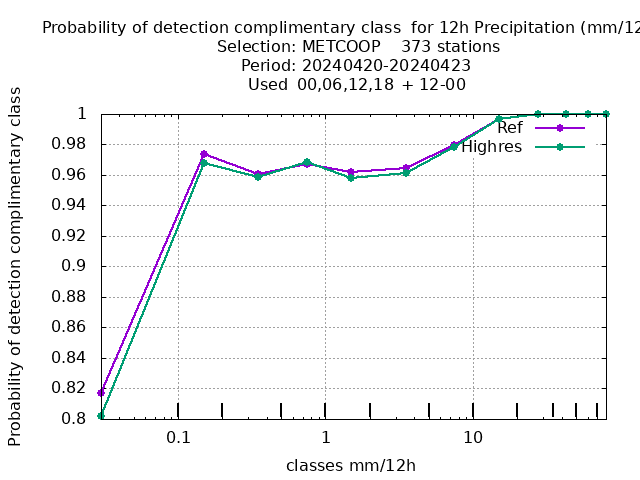 Probability of detection complimentary class  for 12h Precipitation (mm/12
Selection: METCOOP    373 stations
Period: 20240420-20240423
Used 00,06,12,18 + 12-00
Probability of detection complimentary class
1
0.98
0.96
0.94
0.92
0.9
0.88
0.86
0.84
0.82
0.8
Ref
Highres
0.1
1
10
classes mm/12h